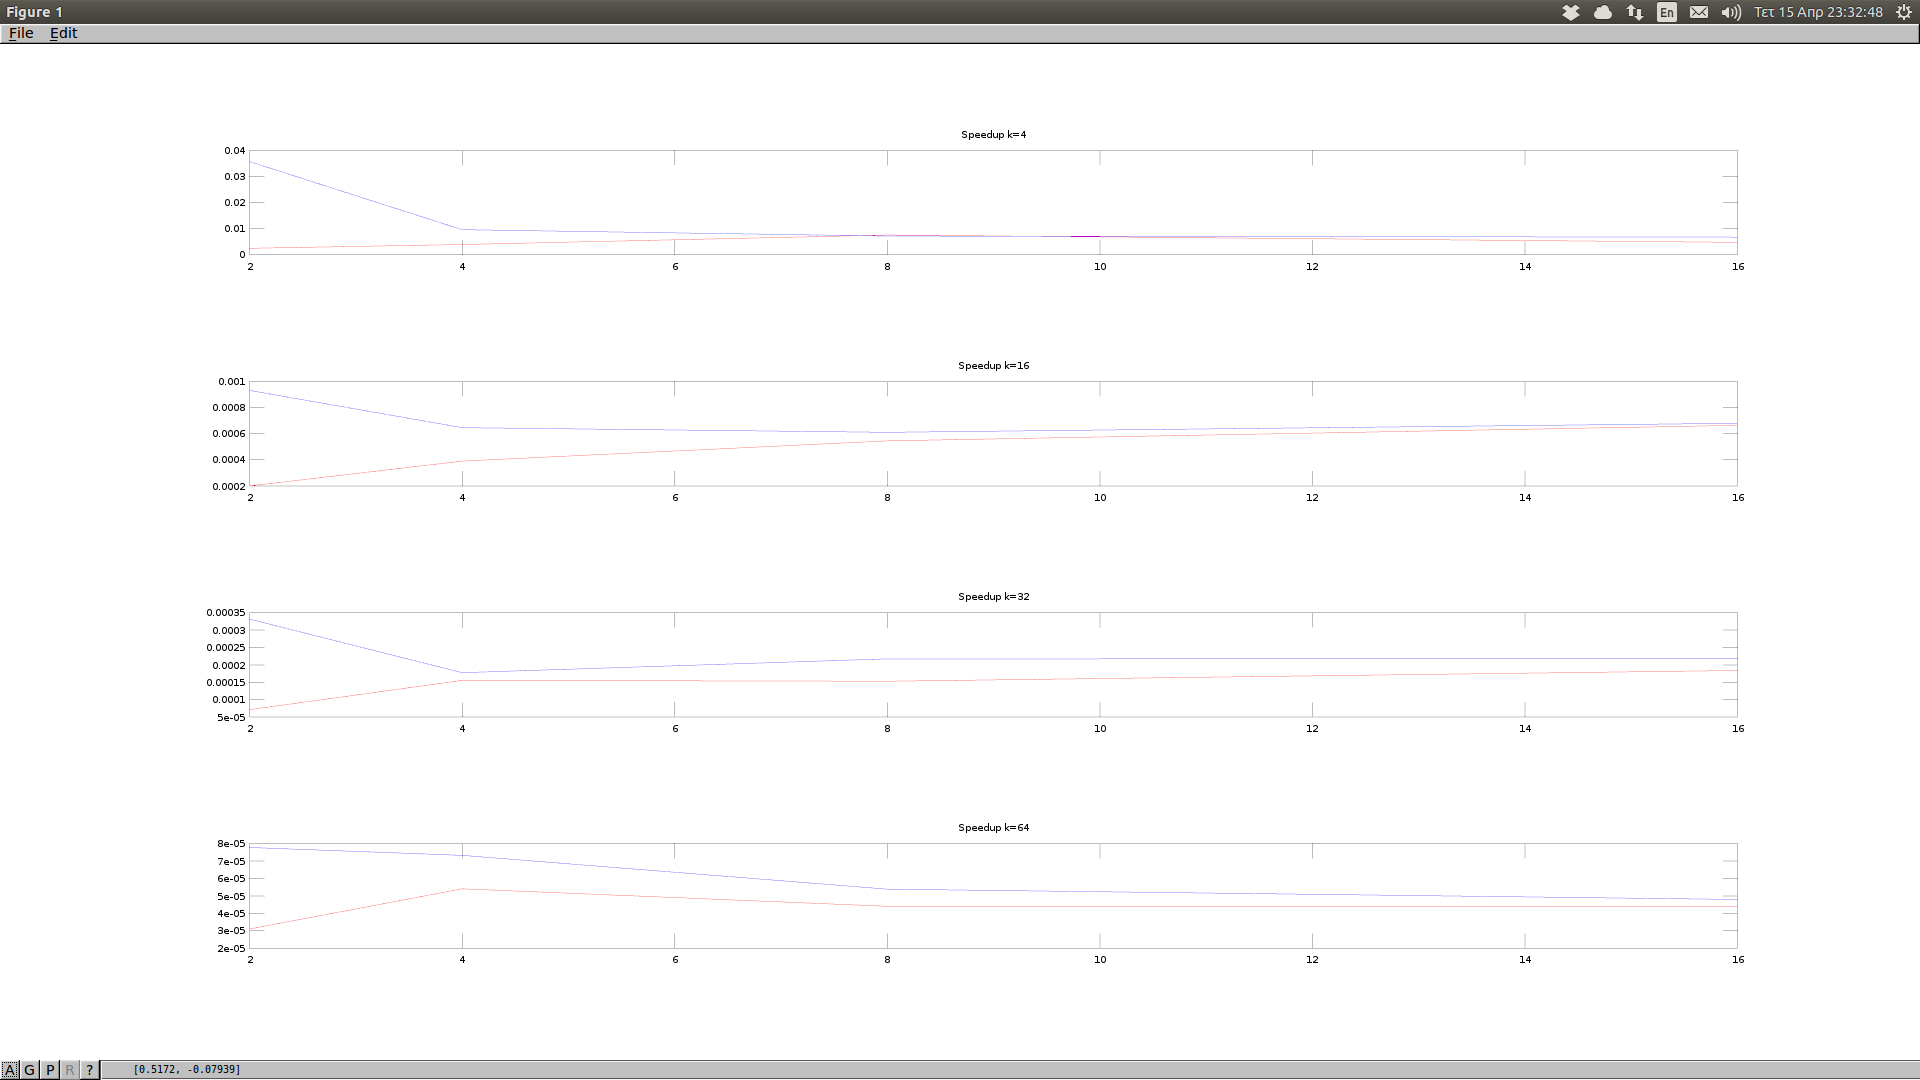 Figure 1
En
Τετ 15 Απρ 23:32:48
File Edit
Speedup k=4
0.04
0.03
0.02
0.01
0
2 4 6 8 10 12 14 16
Speedup k=16
0.001
0.0008
0.0006
0.0004
0.0002
2 4 6 8 10 12 14 16
Speedup k=32
0.00035
0.0003
0.00025
0.0002
0.00015
0.0001
5e-05
2 4 6 8 10 12 14 16
Speedup k=64
8e-05
7e-05
6e-05
5e-05
4e-05
3e-05
2e-05
2 4 6 8 10 12 14 16
A G P R ? [0.5172, -0.07939]